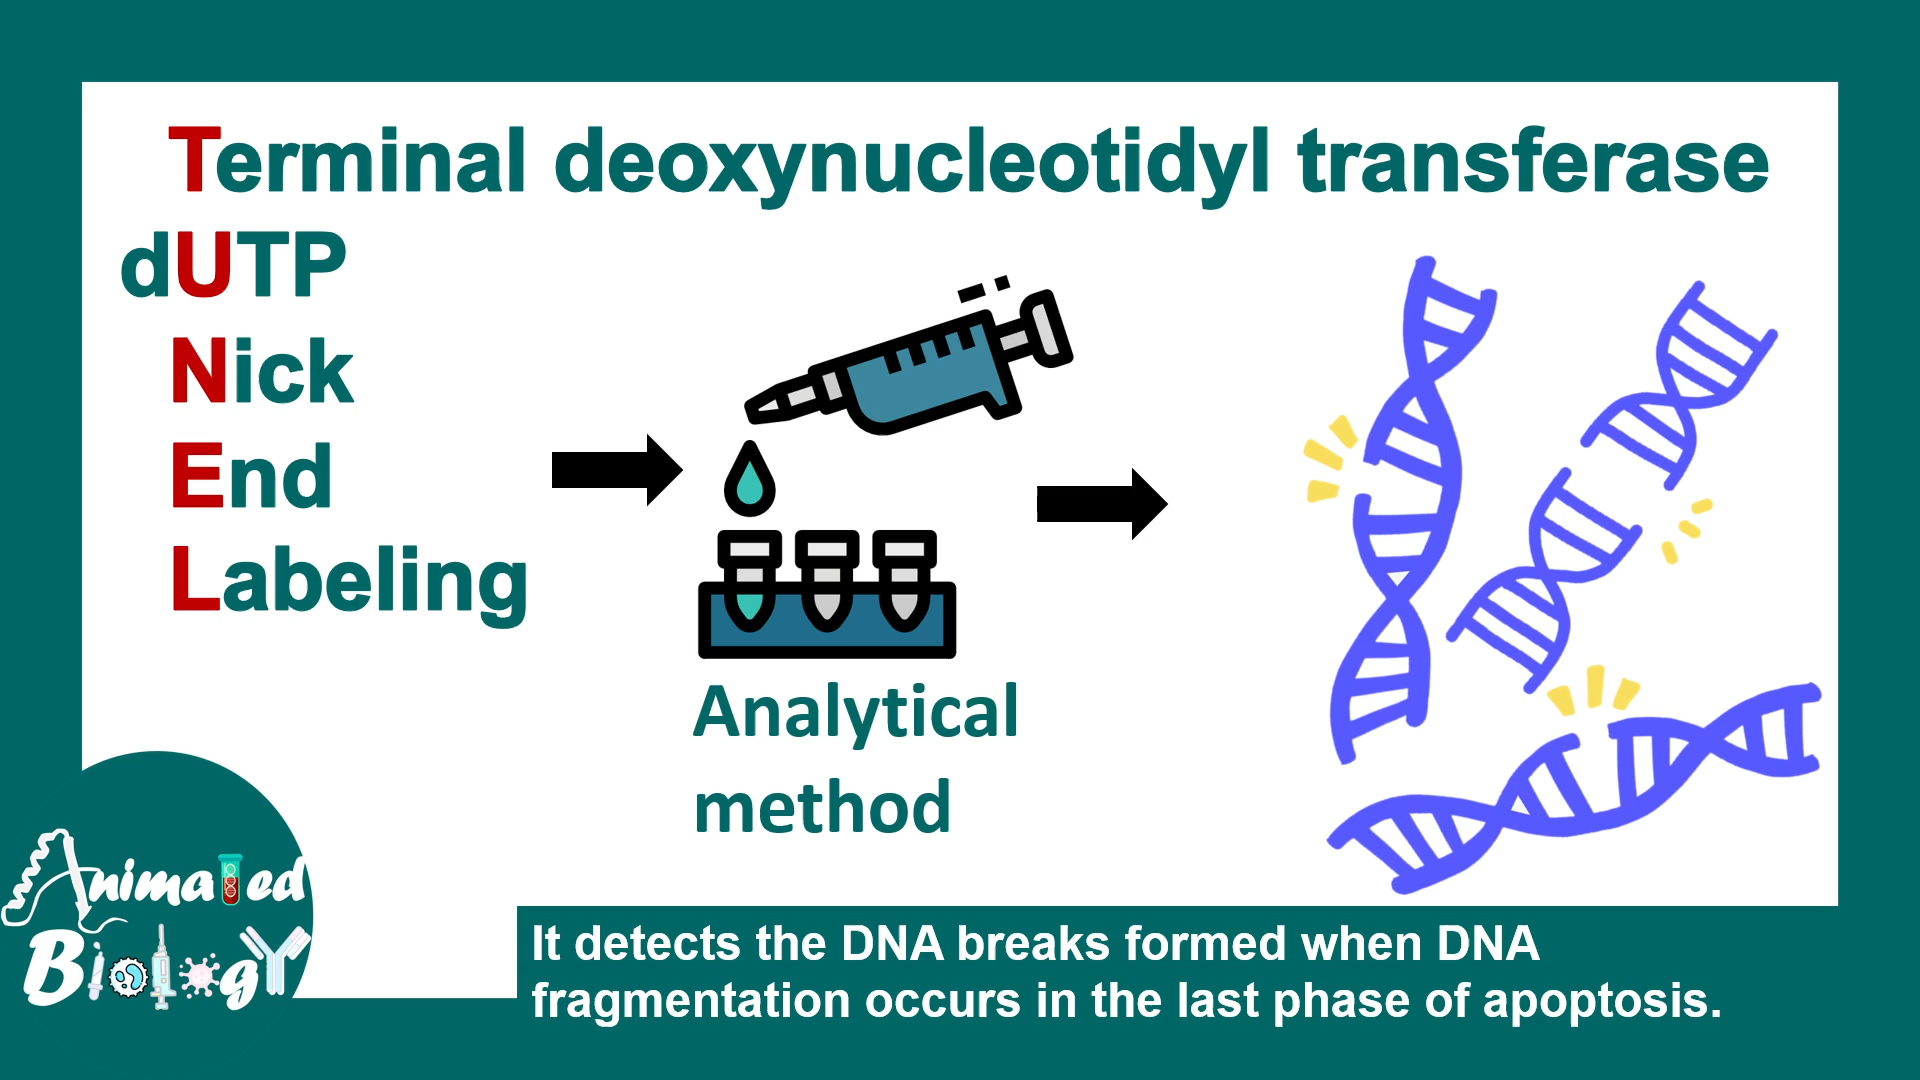 Terminal deoxynucleotidyl transferase
dUTP
Nick
End
Labeling
Analytical
method
Animated
Biology
It detects the DNA breaks formed when DNA
fragmentation occurs in the last phase of apoptosis.